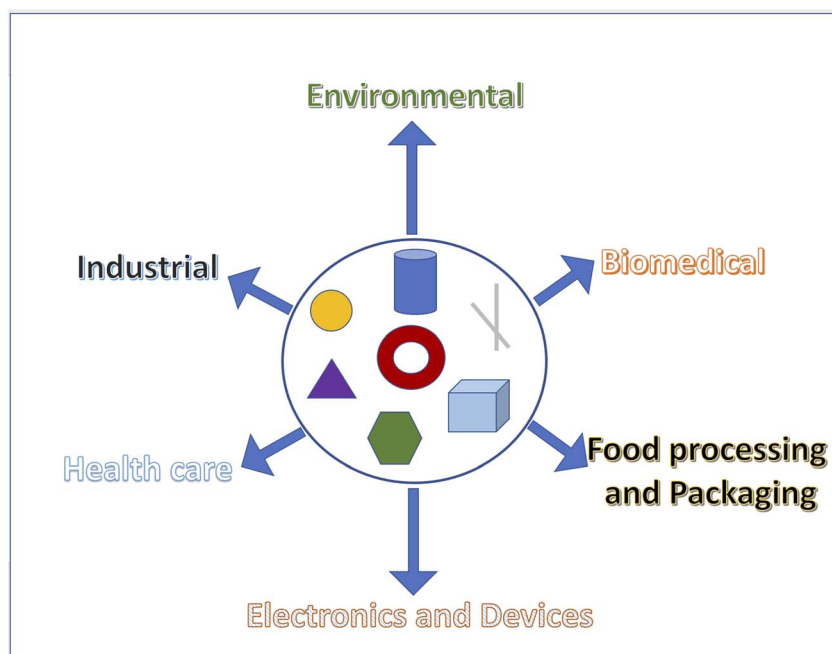 Environmental
Industrial
Biomedical
Health care
Food processing
and Packaging
Electronics and Devices